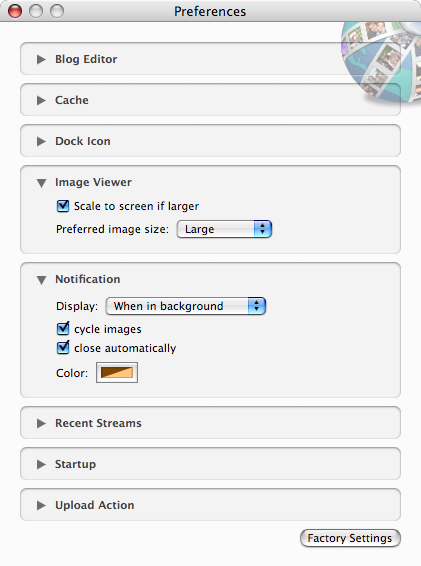 Preferences
Blog Editor
Cache
Dock Icon
Image Viewer
Scale to screen if larger
Preferred image size: Large
Notification
Display: When in background
cycle images
close automatically
Color:
Recent Streams
Startup
Upload Action
Factory Settings